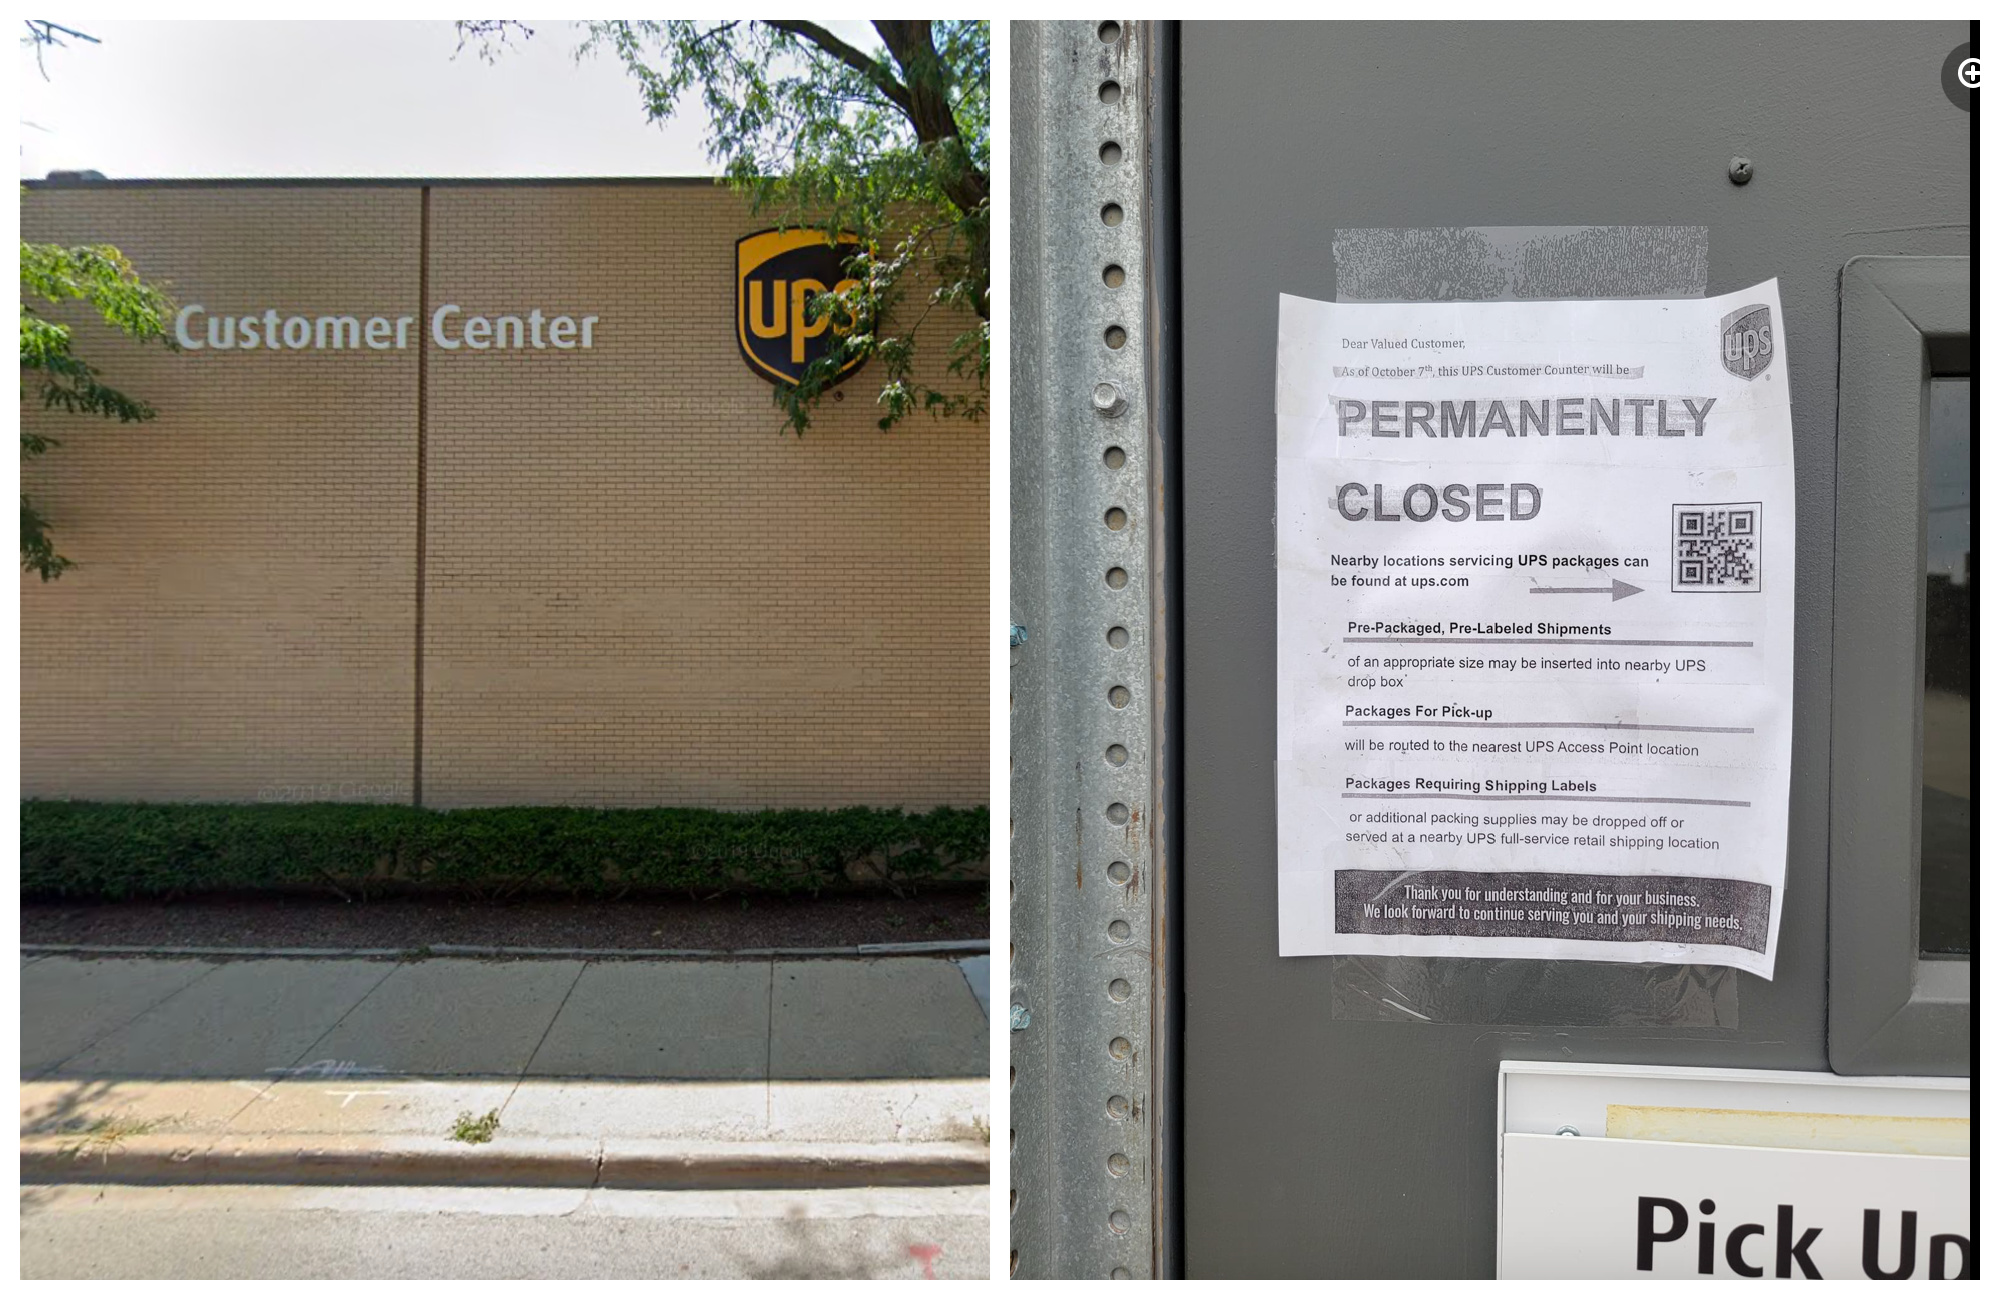 Customer Center
ups
©2019 Google
©2019 Google
ups
Dear Valued Customer,
As of October 7th, this UPS Customer Counter will be
PERMANENTLY
CLOSED
Nearby locations servicing UPS packages can
be found at ups.com
Pre-Packaged, Pre-Labeled Shipments
of an appropriate size may be inserted into nearby UPS
drop box
Packages For Pick-up
will be routed to the nearest UPS Access Point location
Packages Requiring Shipping Labels
or additional packing supplies may be dropped off or
served at a nearby UPS full-service retail shipping location
Thank you for understanding and for your business.
We look forward to continue serving you and your shipping needs.
Pick Up